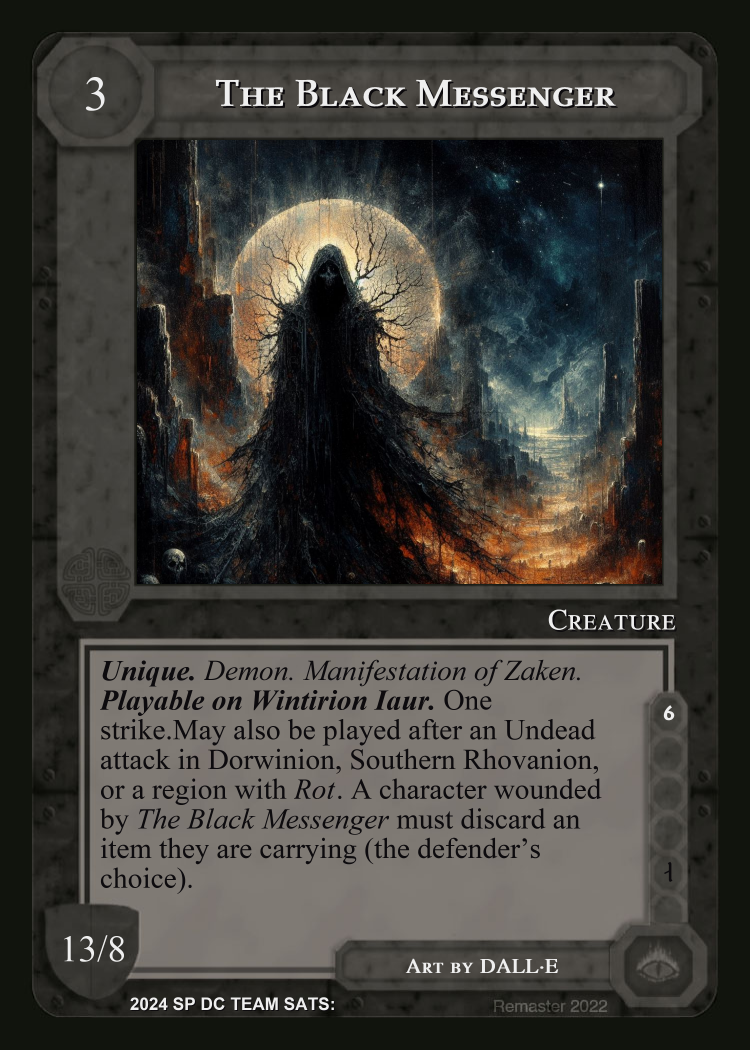 3
The Black Messenger
Creature
Unique. Demon. Manifestation of Zaken.
Playable on Wintirion Iaur. One
strike.May also be played after an Undead
attack in Dorwinion, Southern Rhovanion,
or a region with Rot. A character wounded
by The Black Messenger must discard an
item they are carrying (the defender's
choice).
6
13/8
Art by DALL·E
2024 SP DC TEAM SATS:
Remaster 2022